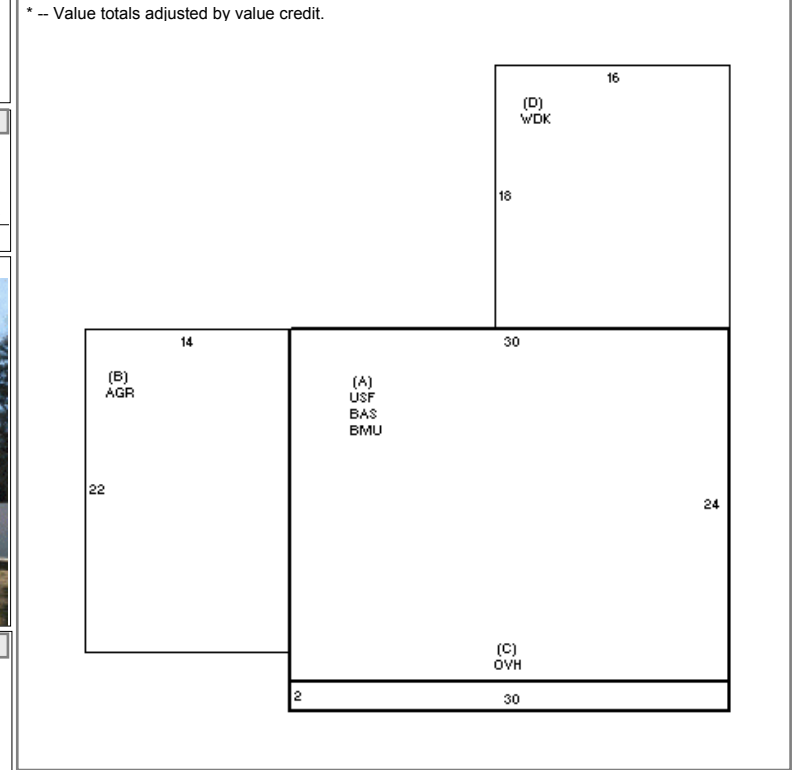 * -- Value totals adjusted by value credit.
16
(D)
WDK
18
14
30
(B)
AGR
(A)
USF
BAS
BMU
22
24
(C)
OVH
2
30